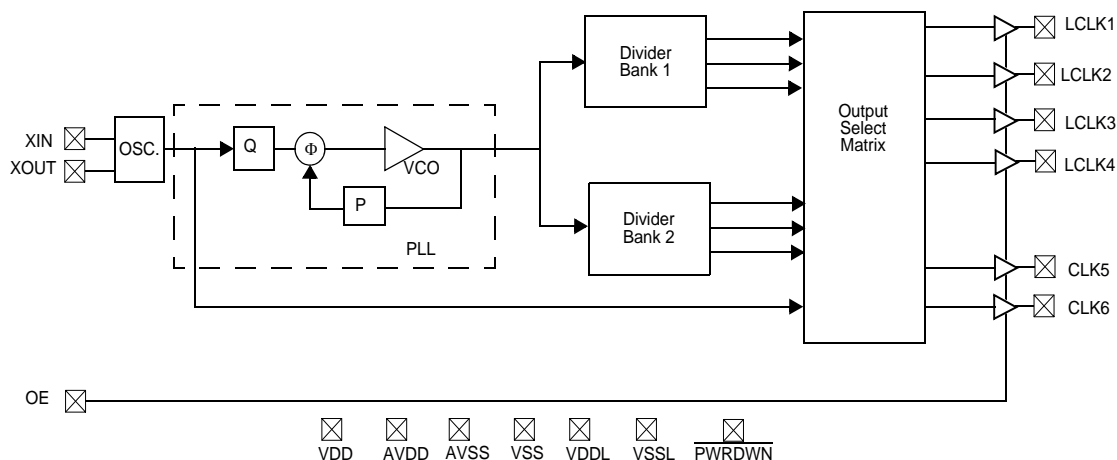 LCLK1
Divider
Bank 1
LCLK2
Output
Select
Matrix
LCLK3
XIN
OSC.
Q
Φ
VCO
XOUT
LCLK4
P
Divider
Bank 2
PLL
CLK5
CLK6
OE
VDD AVDD AVSS VSS VDDL VSSL PWRDWN